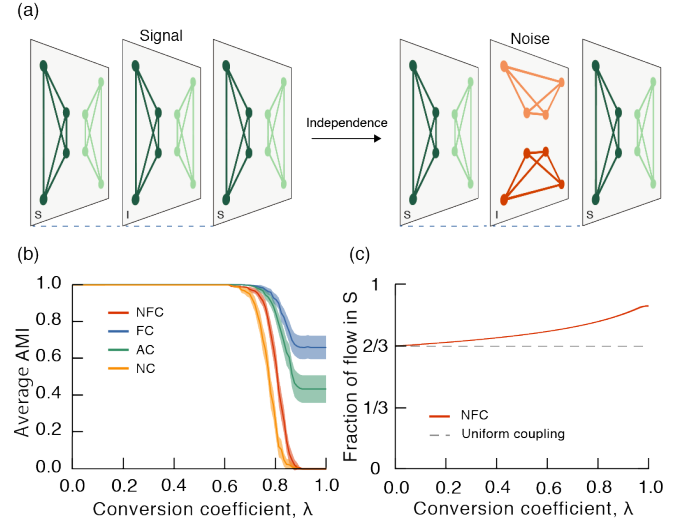 (a)
Signal
Noise
Independence
S
I
S
S
I
S
(b)
(c)
1.0
0.8
0.6
0.4
0.2
0.0
Average AMI
NFC
FC
AC
NC
0.0
0.2
0.4
0.6
0.8
1.0
Conversion coefficient, λ
1
2/3
1/3
0
Fraction of flow in S
NFC
Uniform coupling
0.0
0.2
0.4
0.6
0.8
1.0
Conversion coefficient, λ